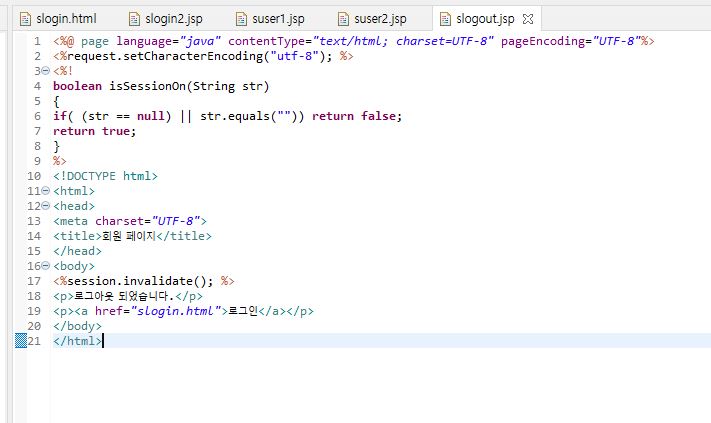 slogin.html slogin2.jsp suser1.jsp suser2.jsp slogout.jsp
1 <%@ page language="java" contentType="text/html; charset=UTF-8" pageEncoding="UTF-8"%>
2 <%request.setCharacterEncoding("utf-8"); %>
3 <%!
4 boolean isSessionOn(String str)
5 {
6 if( (str == null) || str.equals("")) return false;
7 return true;
8 }
9 %>
10 <!DOCTYPE html>
11 <html>
12 <head>
13 <meta charset="UTF-8">
14 <title>회원 페이지</title>
15 </head>
16 <body>
17 <%session.invalidate(); %>
18 <p>로그아웃 되었습니다.</p>
19 <p><a href="slogin.html">로그인</a></p>
20 </body>
21 </html>